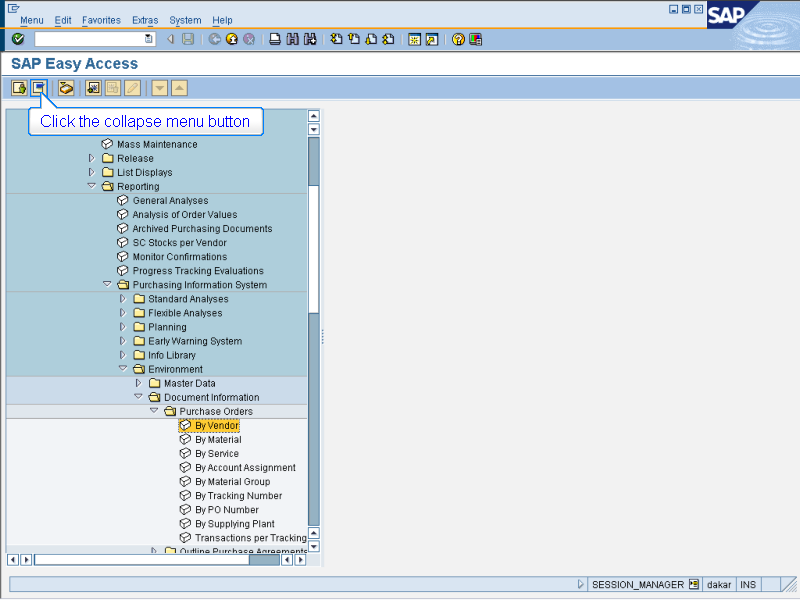 Menu Edit Favorites Extras System Help
SAP
SAP Easy Access
Click the collapse menu button
Mass Maintenance
Release
List Displays
Reporting
General Analyses
Analysis of Order Values
Archived Purchasing Documents
SC Stocks per Vendor
Monitor Confirmations
Progress Tracking Evaluations
Purchasing Information System
Standard Analyses
Flexible Analyses
Planning
Early Warning System
Info Library
Environment
Master Data
Document Information
Purchase Orders
By Vendor
By Material
By Service
By Account Assignment
By Material Group
By Tracking Number
By PO Number
By Supplying Plant
Transactions per Tracking
Outline Purchase Agreements
SESSION_MANAGER dakar INS